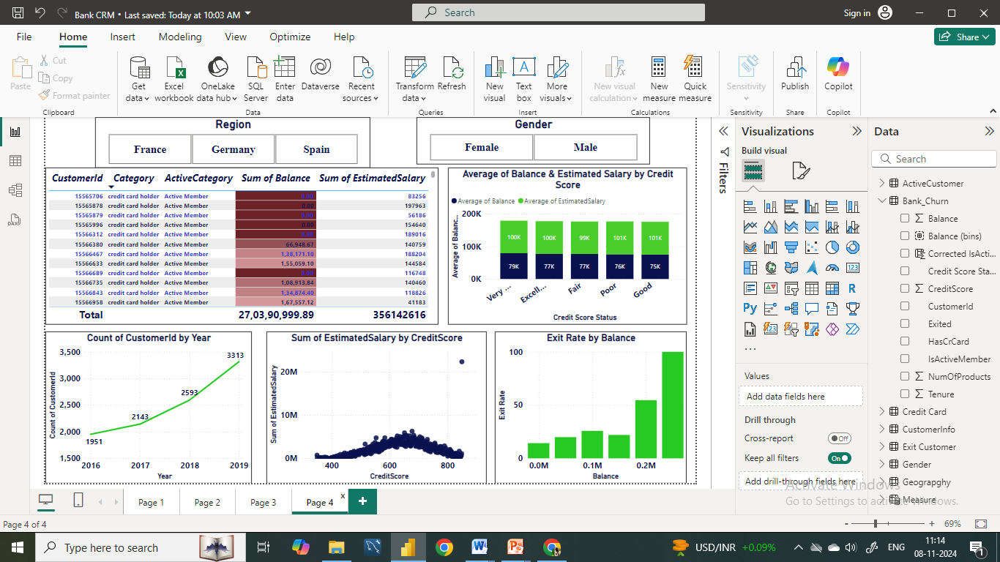 Bank CRM • Last saved: Today at 10:03 AM
Search
Sign in
File Home Insert Modeling View Optimize Help
Share
Paste
Cut
Copy
Format painter
Get data
Excel workbook
OneLake data hub
SQL Server
Enter data
Dataverse
Recent sources
Transform data
Refresh
New visual
Text box
More visuals
New visual calculation
New measure
Quick measure
Sensitivity
Publish
Copilot
Clipboard Data Queries Insert Calculations Sensitivity Share Copilot
Region
France Germany Spain
Gender
Female Male
CustomerId Category ActiveCategory Sum of Balance Sum of EstimatedSalary
15565706 credit card holder Active Member 0.00 83256
15565878 credit card holder Active Member 0.00 197963
15565879 credit card holder Active Member 0.00 56186
15565996 credit card holder Active Member 0.00 154640
15566312 credit card holder Active Member 0.00 189016
15566380 credit card holder Active Member 66,948.67 140759
15566467 credit card holder Active Member 1,38,171.10 188204
15566633 credit card holder Active Member 1,55,059.10 144584
15566689 credit card holder Active Member 0.00 116748
15566735 credit card holder Active Member 1,08,913.84 140460
15566843 credit card holder Active Member 1,34,874.40 118826
15566958 credit card holder Active Member 1,67,557.12 41183
Total 27,03,90,999.89 356142616
Average of Balance & Estimated Salary by Credit
Score
Average of Balance Average of EstimatedSalary
Average of Balanc...
200K
100K
0K
100K 100K 99K 101K 101K
79K 77K 77K 76K 75K
Very ... Excell... Fair Poor Good
Credit Score Status
Count of CustomerId by Year
Count of CustomerId
3,500
3,000
2,500
2,000
1,500
1951
2143
2593
3313
2016 2017 2018 2019
Year
Sum of EstimatedSalary by CreditScore
Sum of EstimatedSalary
20M
10M
0M
400 600 800
CreditScore
Exit Rate by Balance
Exit Rate
100
50
0
0.0M 0.1M 0.2M
Balance
Filters
Visualizations
Build visual
123
R
Py
123
...
Values
Add data fields here
Drill through
Cross-report Off
Keep all filters On
Add drill-through fields here
Data
Search
ActiveCustomer
Bank_Churn
Balance
Balance (bins)
Corrected IsActi...
Credit Score Sta...
CreditScore
CustomerId
Exited
HasCrCard
IsActiveMember
NumOfProducts
Tenure
Credit Card
CustomerInfo
Exit Customer
Gender
Geograpghy
Measure
Activate Windows
Go to Settings to activate Windows.
DAX
Page 1 Page 2 Page 3 Page 4 x +
Page 4 of 4
- + 69%
Type here to search
USD/INR +0.09%
ENG
11:14
08-11-2024
1